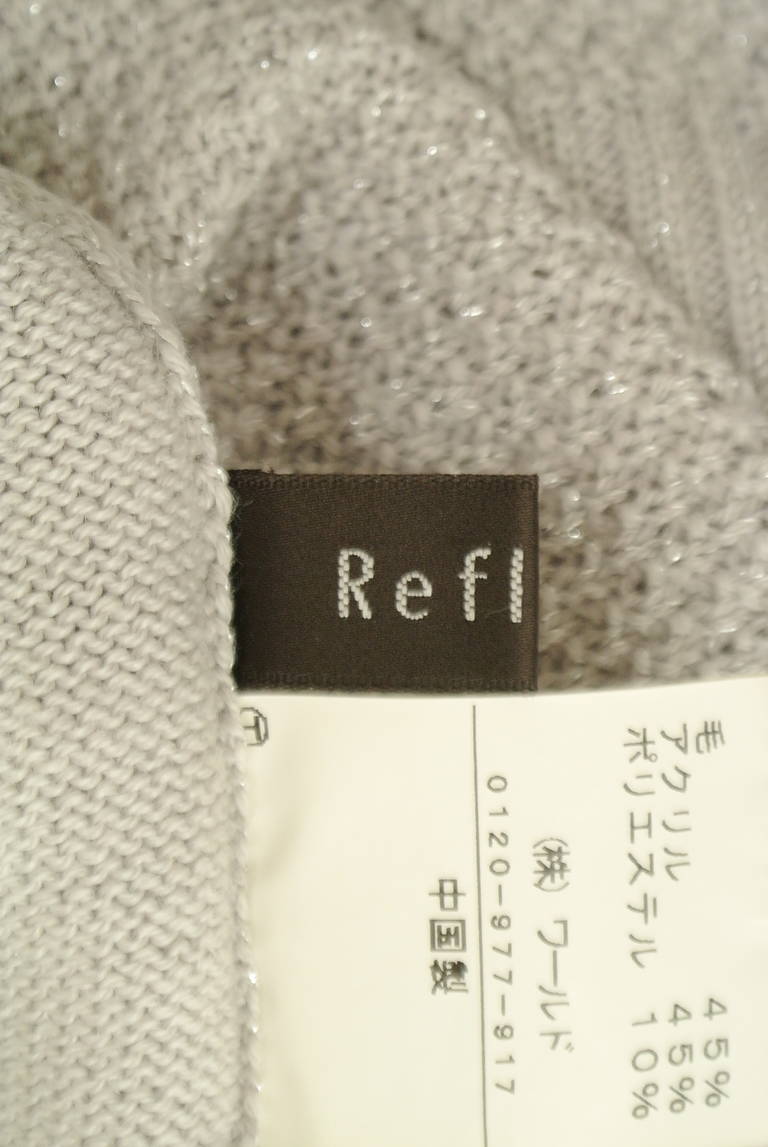 Refl
毛 45%
アクリル 45%
ポリエステル 10%
(株) ワールド
0120-977-917
中国製